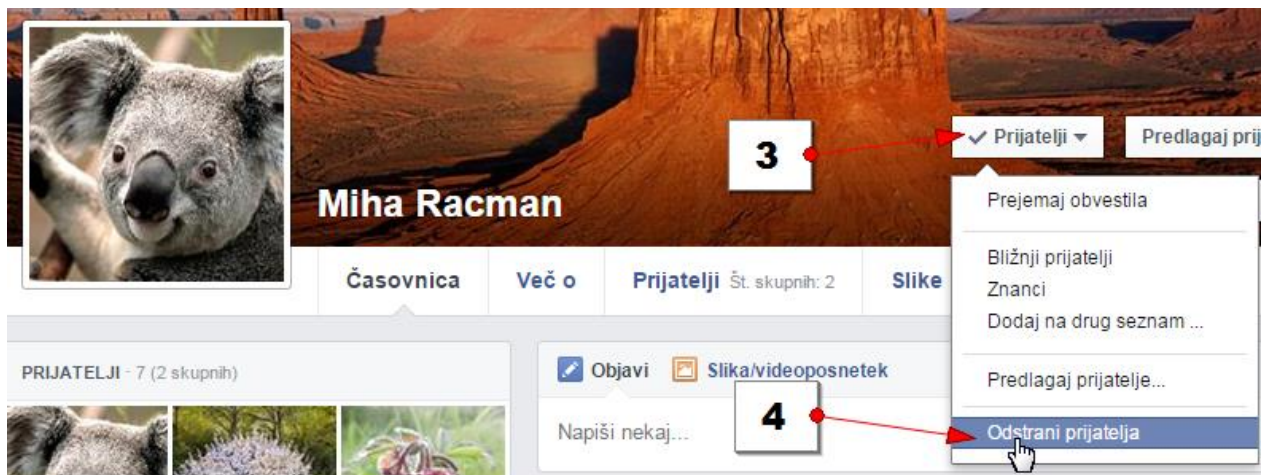 3
✓ Prijatelji ▼
Predlagaj prij
Miha Racman
Prejemaj obvestila
Bližnji prijatelji
Znanci
Dodaj na drug seznam ...
Predlagaj prijatelje...
Odstrani prijatelja
Časovnica
Več o
Prijatelji Št. skupnih: 2
Slike
PRIJATELJI · 7 (2 skupnih)
Objavi
Slika/videoposnetek
Napiši nekaj...
4